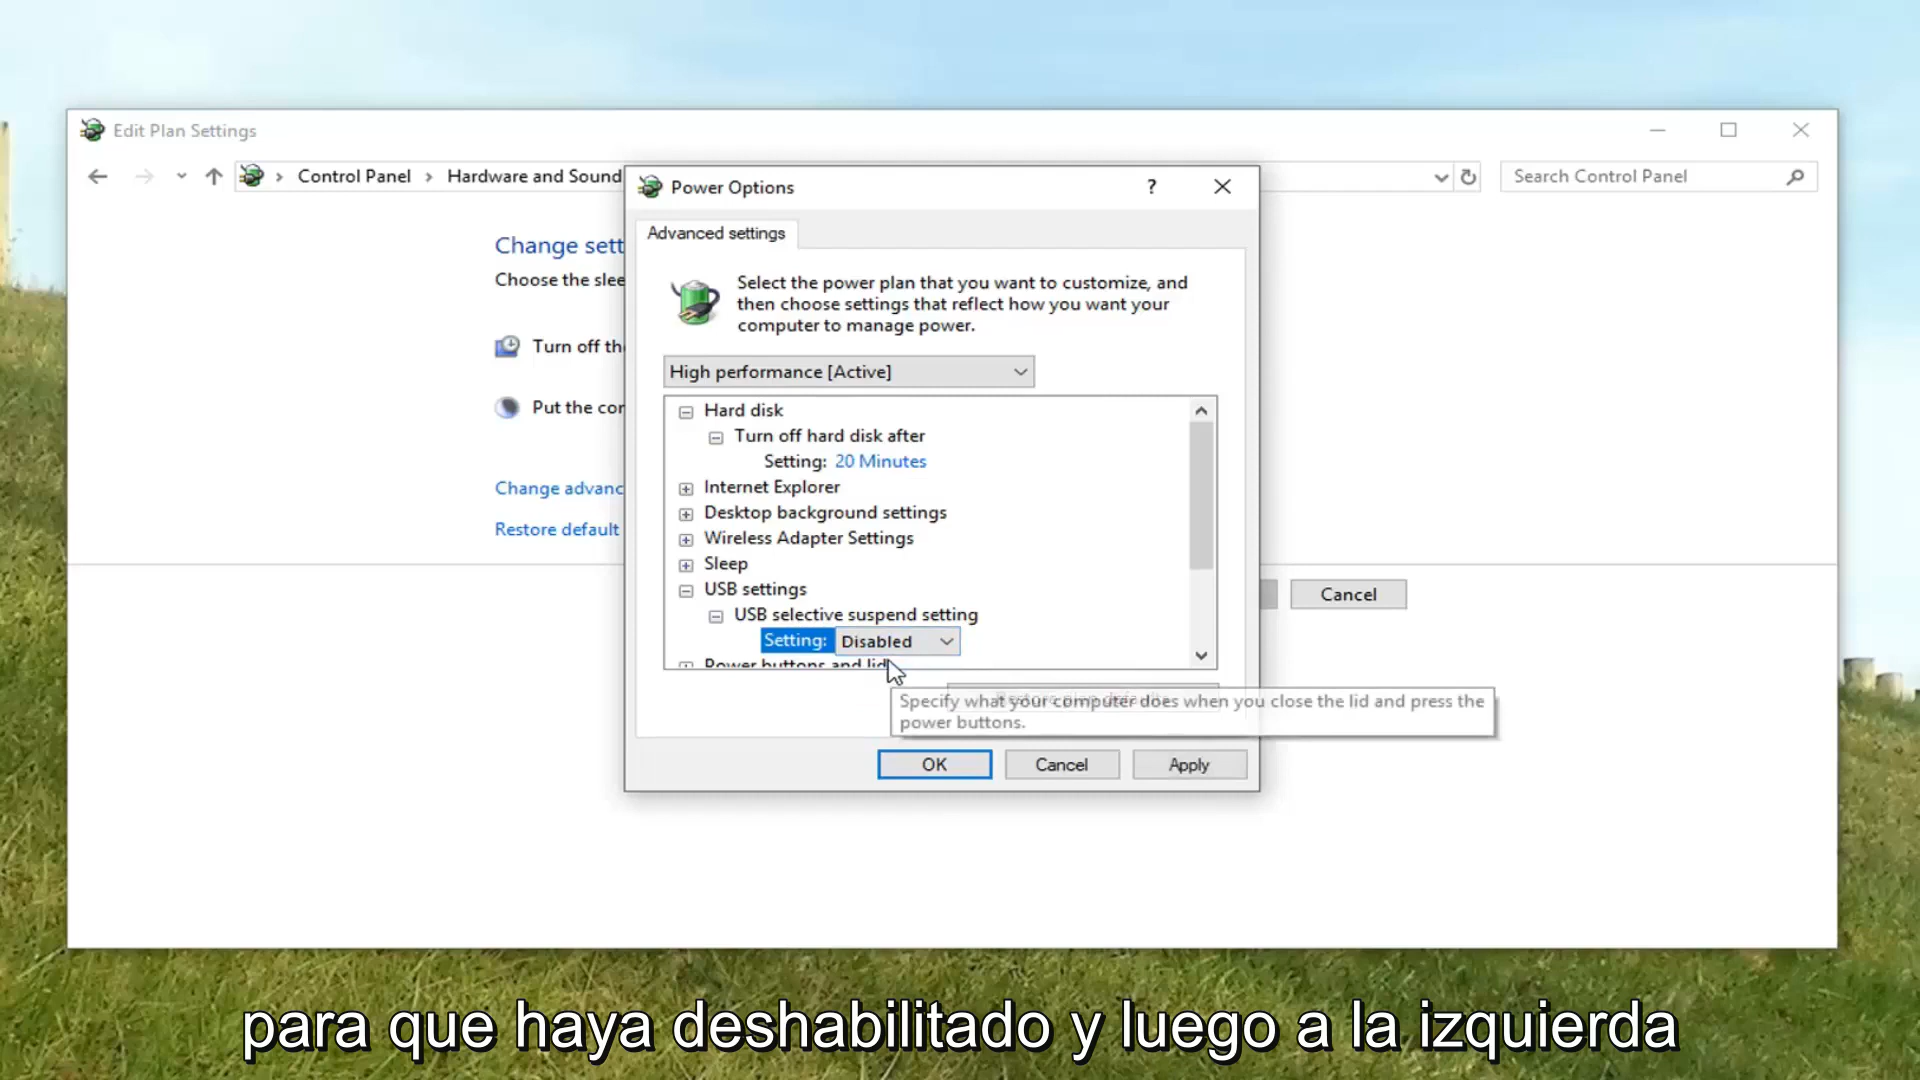 Edit Plan Settings
Control Panel
Hardware and Sound
Search Control Panel
Change sett
Choose the slee
Turn off the
Put the cor
Change advanc
Restore default
Cancel
Power Options
?
Advanced settings
Select the power plan that you want to customize, and
then choose settings that reflect how you want your
computer to manage power.
High performance [Active]
Hard disk
Turn off hard disk after
Setting: 20 Minutes
Internet Explorer
Desktop background settings
Wireless Adapter Settings
Sleep
USB settings
USB selective suspend setting
Setting: Disabled
Power buttons and lid
Restore plan defaults
Specify what your computer does when you close the lid and press the
power buttons.
OK
Cancel
Apply
para que haya deshabilitado y luego a la izquierda